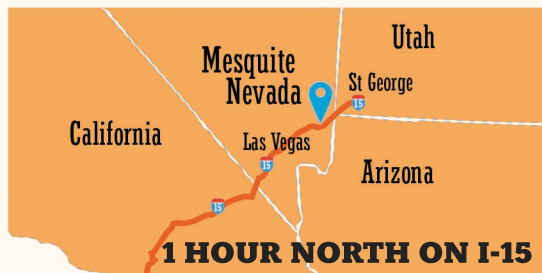 Utah
Mesquite
Nevada
St George
15
California
Las Vegas
15
Arizona
15
1 HOUR NORTH ON I-15